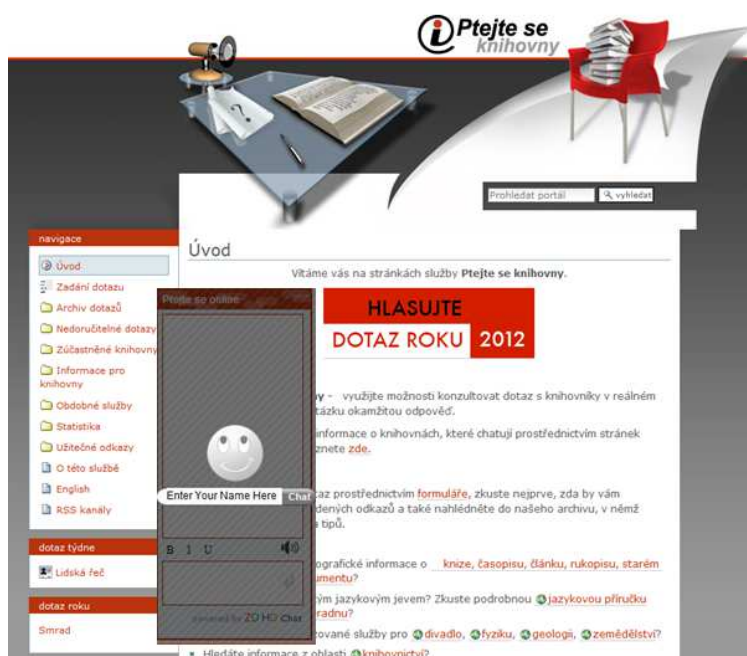 Ptejte se
knihovny
Prohledat portál
vyhledat
navigace
Úvod
Zadání dotazu
Archiv dotazů
Nedoručitelné dotazy
Zúčastněné knihovny
Informace pro
knihovny
Obdobné služby
Statistika
Užitečné odkazy
O této službě
English
RSS kanály
dotaz týdne
Lidská řeč
dotaz roku
Smrad
Úvod
Vítáme vás na stránkách služby Ptejte se knihovny.
HLASUJTE
DOTAZ ROKU 2012
Ptejte se online
Enter Your Name Here Chat
B I U
powered by ZOHO Chat
ny - využijte možnosti konzultovat dotaz s knihovníky v reálném
tázku okamžitou odpověď.
informace o knihovnách, které chatují prostřednictvím stránek
znete zde.
az prostřednictvím formuláře, zkuste nejprve, zda by vám
dených odkazů a také nahlédněte do našeho archivu, v němž
a tipů.
ografické informace o knize, časopisu, článku, rukopisu, starém
umentu?
ým jazykovým jevem? Zkuste podrobnou jazykovou příručku
radnu?
zované služby pro divadlo, fyziku, geologii, zemědělství?
Hledáte informace z oblasti knihovnictví?